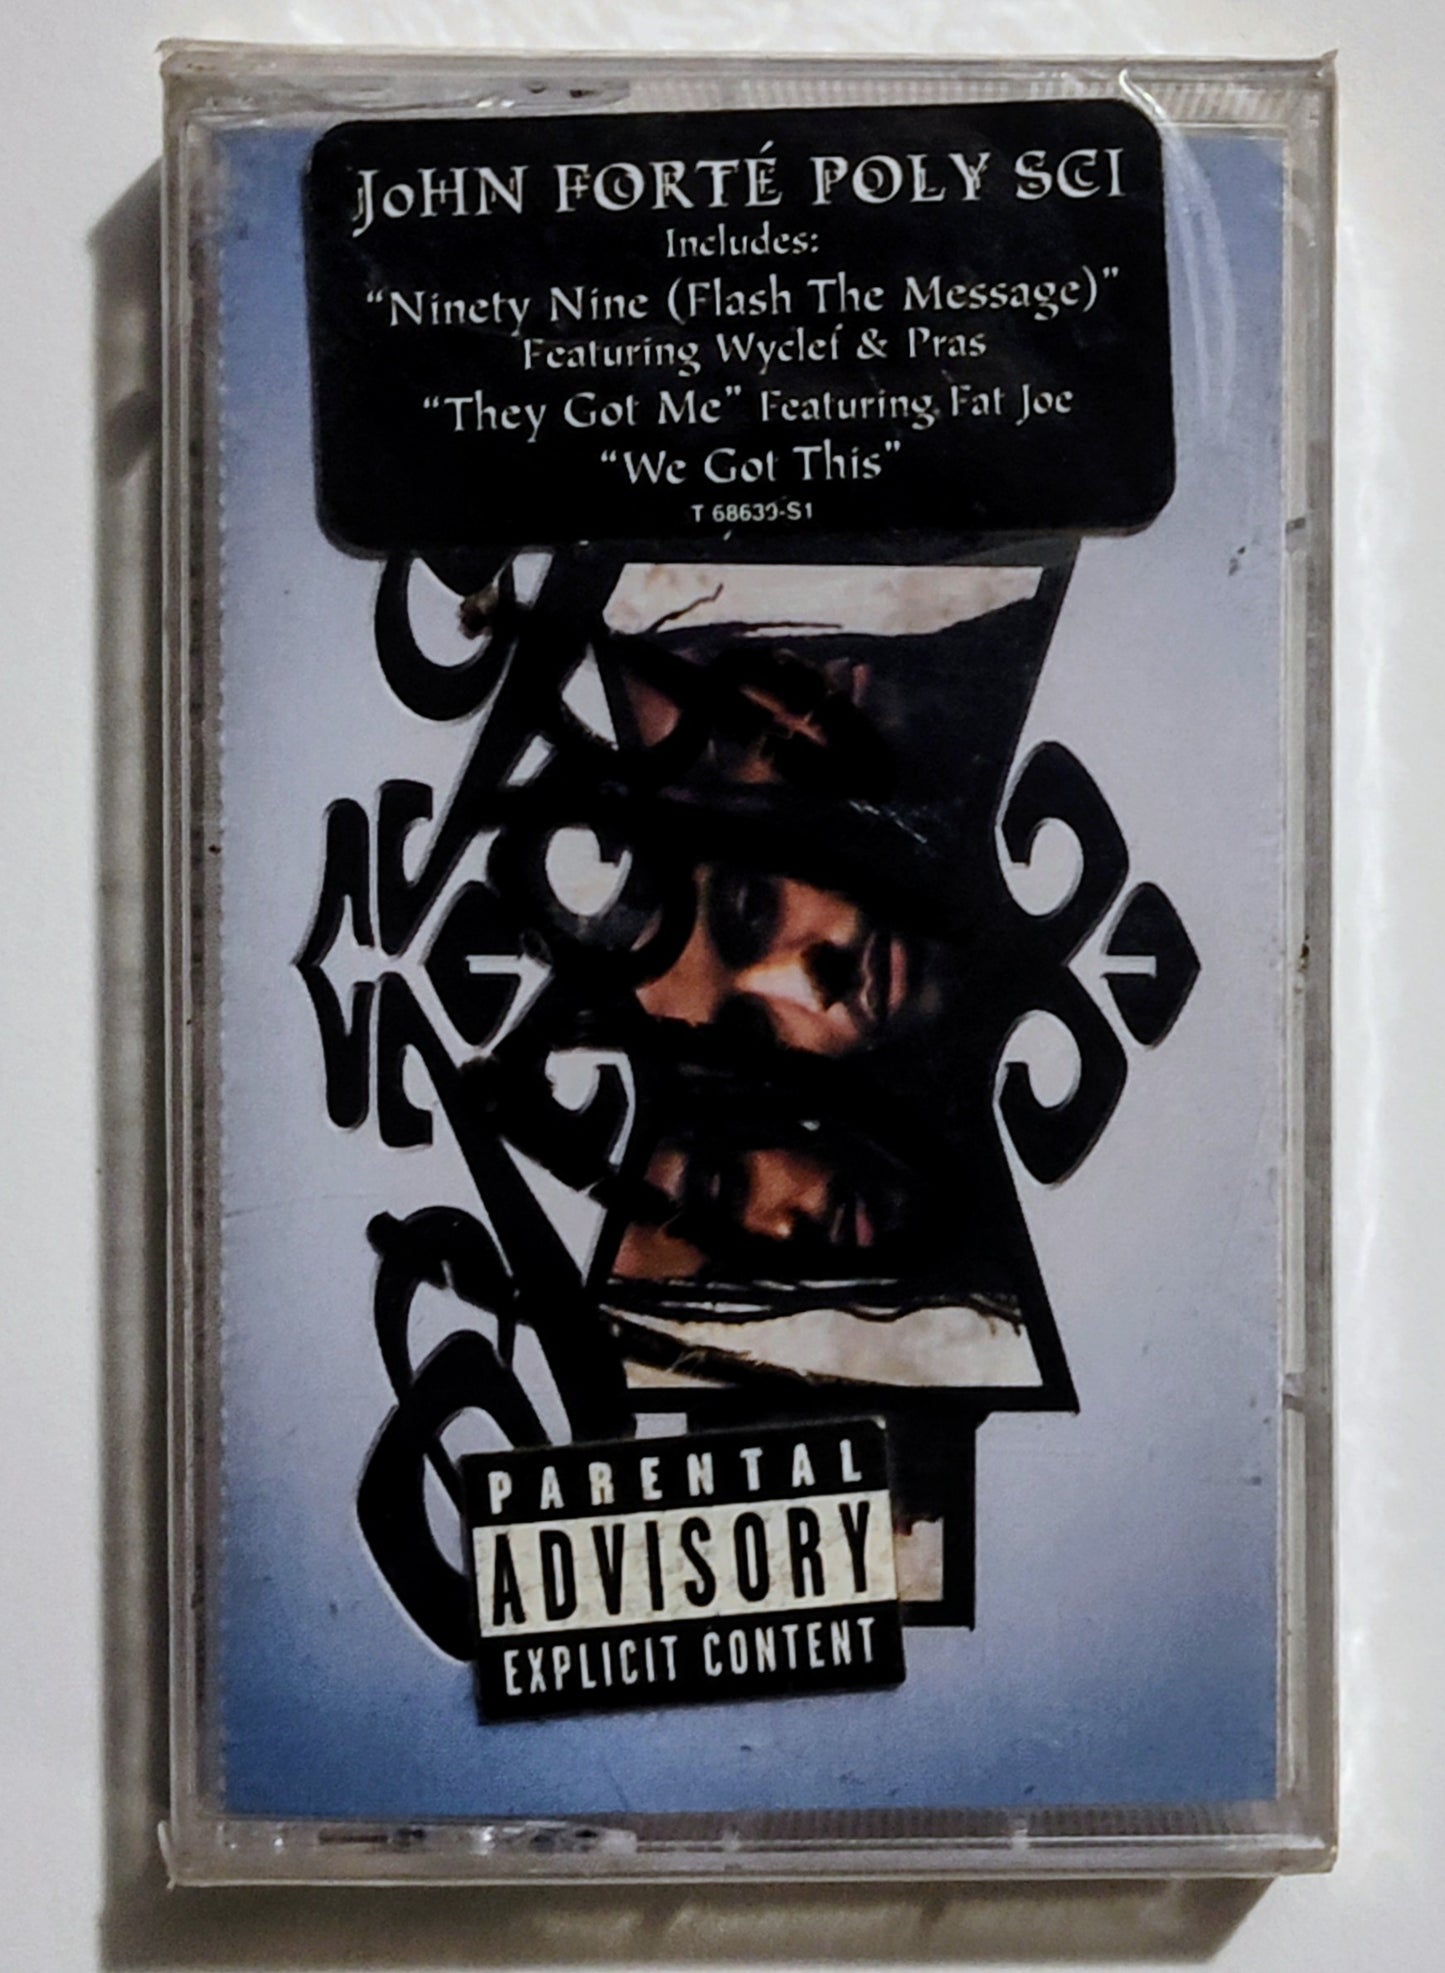 JoHN FORTÉ POLY SCI
Includes:
“Ninety Nine (Flash The Message)”
Featuring Wyclef & Pras
“They Got Me” Featuring Fat Joe
“We Got This”
T 68639-S1
PARENTAL
ADVISORY
EXPLICIT CONTENT